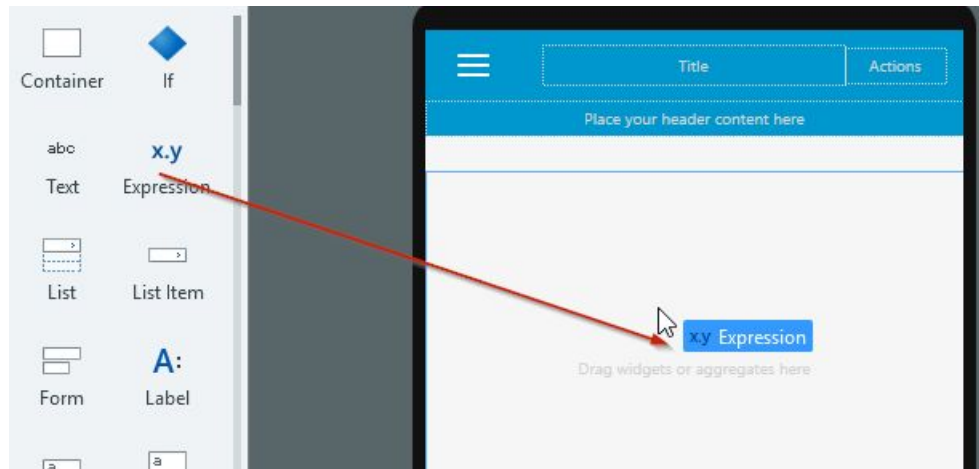 Container
If
abc
Text
x.y
Expression
List
List Item
Form
A:
Label
a
a
Title
Actions
Place your header content here
x.y Expression
Drag widgets or aggregates here